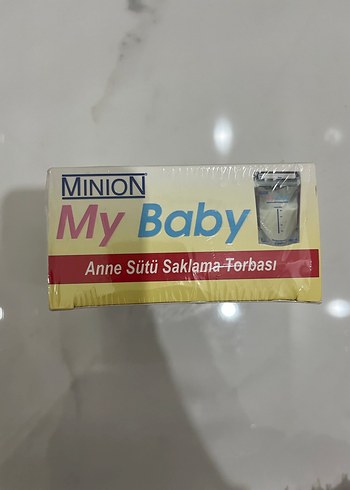 MINION
My Baby
Anne Sütü Saklama Torbası